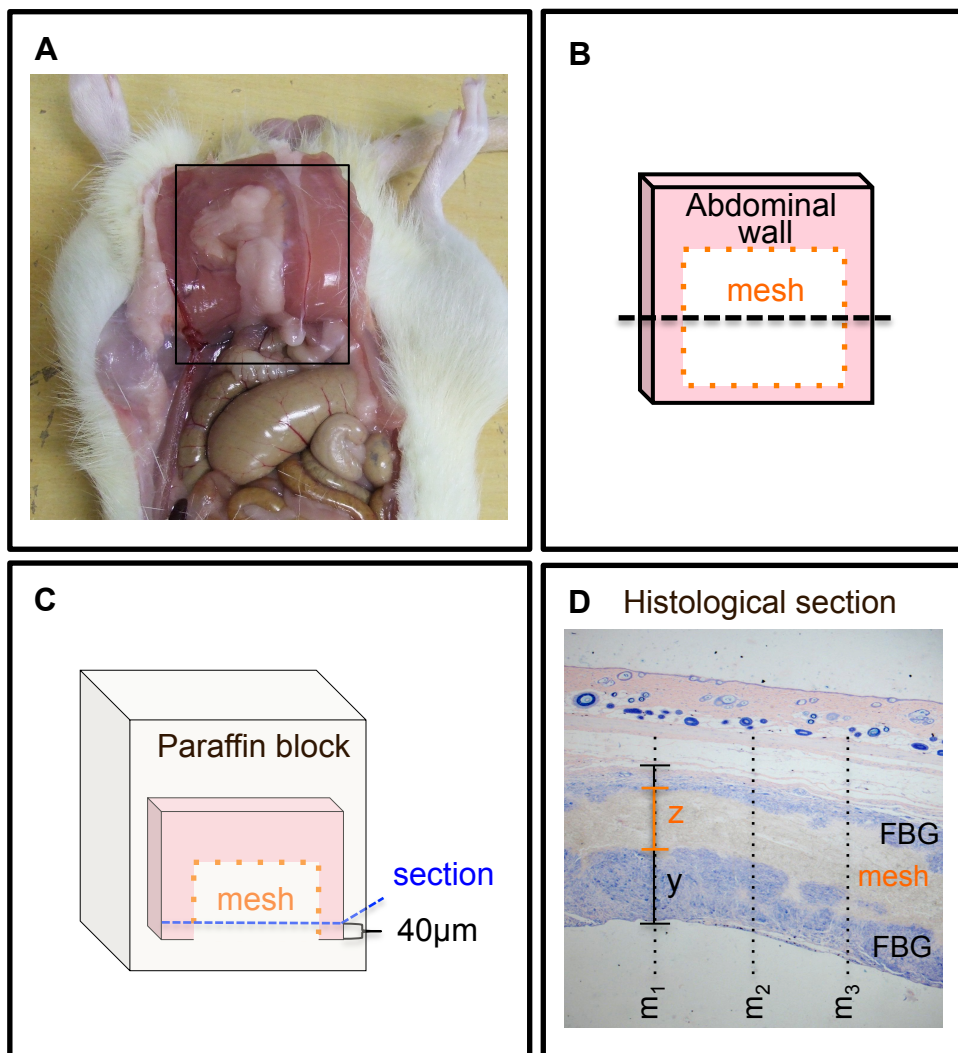 A
B
Abdominal
wall
mesh
C
Paraffin block
mesh
section
40μm
D Histological section
z
y
FBG
mesh
FBG
m₁
m₂
m₃